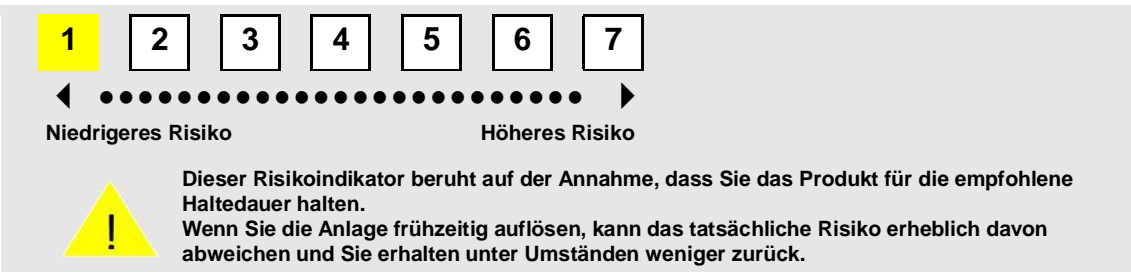 1 2 3 4 5 6 7
Niedrigeres Risiko Höheres Risiko
Dieser Risikoindikator beruht auf der Annahme, dass Sie das Produkt für die empfohlene
Haltedauer halten.
!
Wenn Sie die Anlage frühzeitig auflösen, kann das tatsächliche Risiko erheblich davon
abweichen und Sie erhalten unter Umständen weniger zurück.